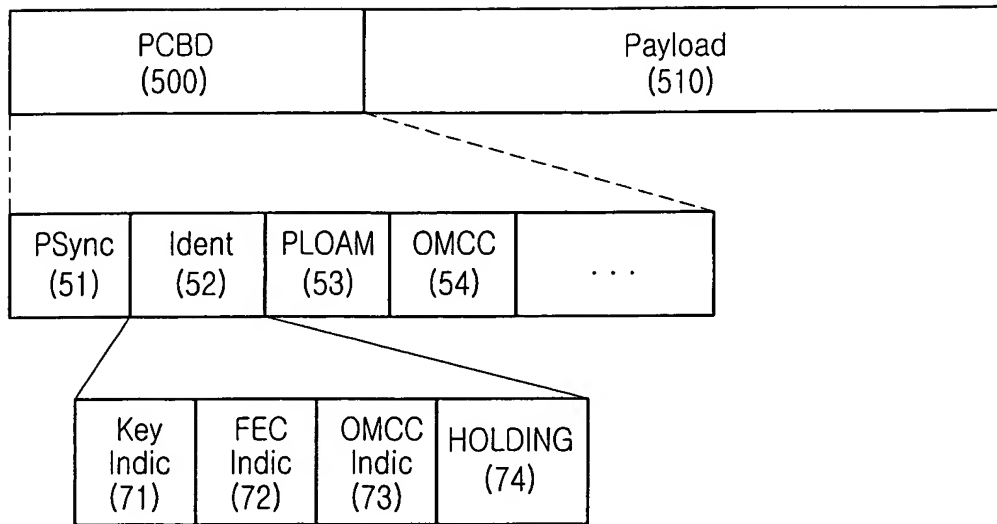 PCBD
(500)
Payload
(510)
PSync
(51)
Ident
(52)
PLOAM
(53)
OMCC
(54)
...
Key
Indic
(71)
FEC
Indic
(72)
OMCC
Indic
(73)
HOLDING
(74)